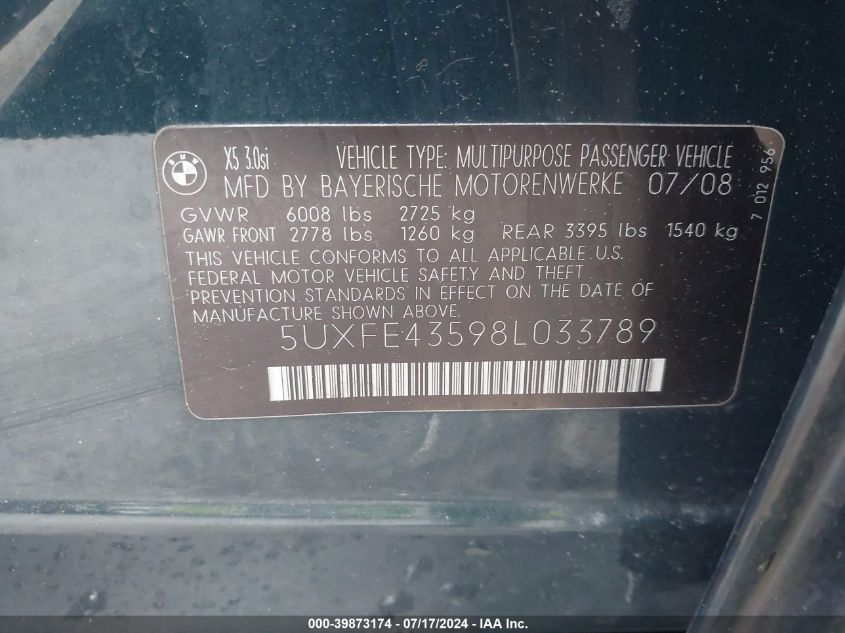 BMW
X5 3.0si VEHICLE TYPE: MULTIPURPOSE PASSENGER VEHICLE
MFD BY BAYERISCHE MOTORENWERKE 07/08
GVWR 6008 lbs 2725 kg
GAWR FRONT 2778 lbs 1260 kg REAR 3395 lbs 1540 kg
THIS VEHICLE CONFORMS TO ALL APPLICABLE U.S.
FEDERAL MOTOR VEHICLE SAFETY AND THEFT
PREVENTION STANDARDS IN EFFECT ON THE DATE OF
MANUFACTURE SHOWN ABOVE.
5UXFE43598L033789
7 012 956
000-39873174 - 07/17/2024 - IAA Inc.